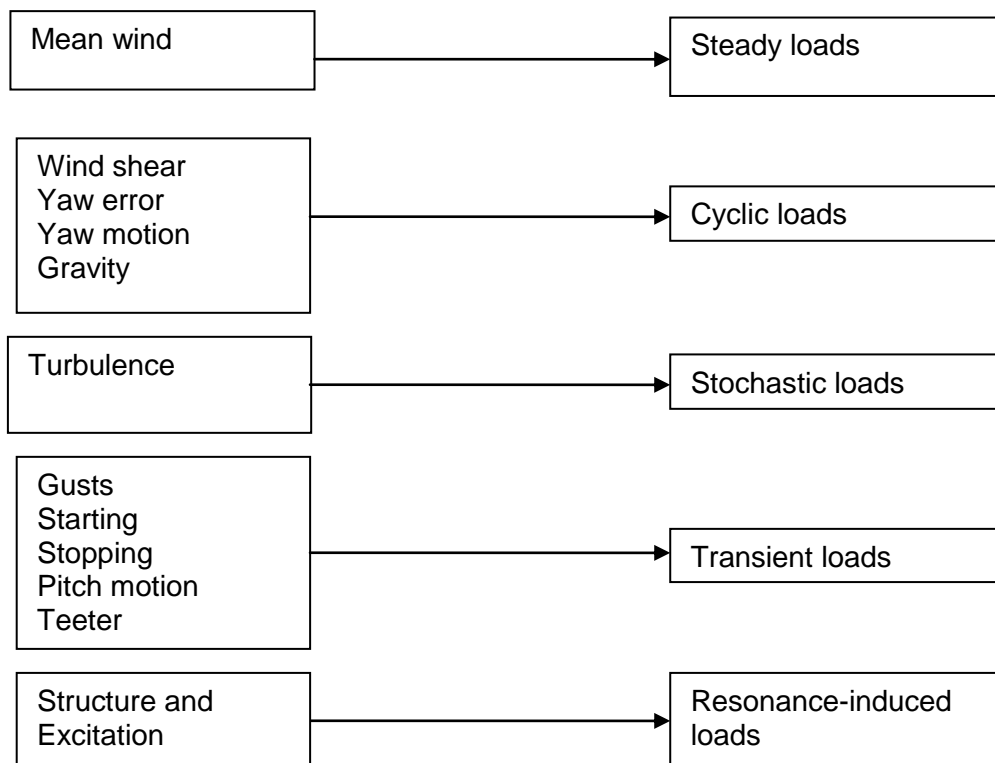 Mean wind
Steady loads
Wind shear
Yaw error
Yaw motion
Gravity
Cyclic loads
Turbulence
Stochastic loads
Gusts
Starting
Stopping
Pitch motion
Teeter
Transient loads
Structure and
Excitation
Resonance-induced
loads